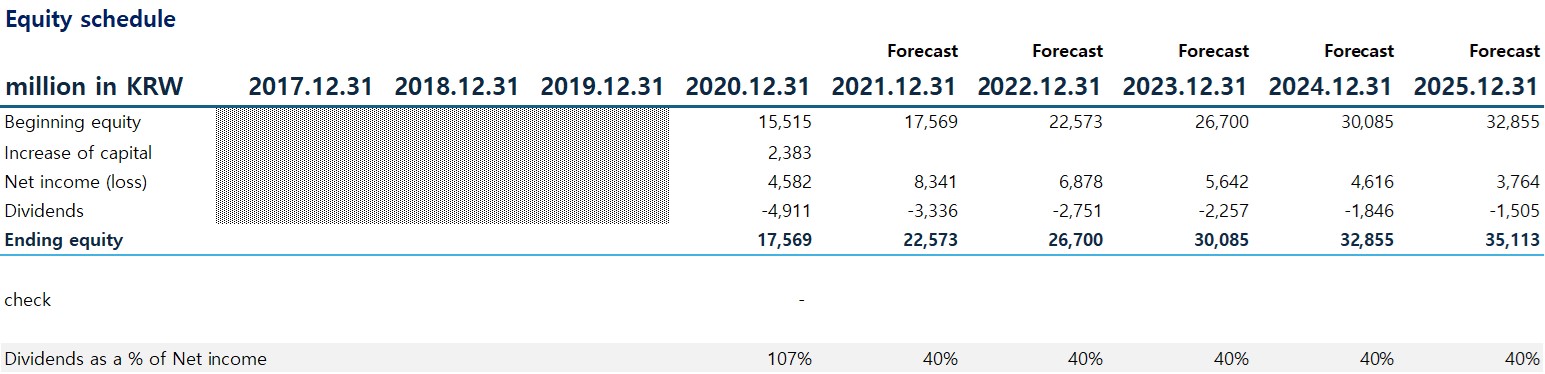 Equity schedule
Forecast Forecast Forecast Forecast Forecast
million in KRW 2017.12.31 2018.12.31 2019.12.31 2020.12.31 2021.12.31 2022.12.31 2023.12.31 2024.12.31 2025.12.31
Beginning equity 15,515 17,569 22,573 26,700 30,085 32,855
Increase of capital 2,383
Net income (loss) 4,582 8,341 6,878 5,642 4,616 3,764
Dividends -4,911 -3,336 -2,751 -2,257 -1,846 -1,505
Ending equity 17,569 22,573 26,700 30,085 32,855 35,113
check -
Dividends as a % of Net income 107% 40% 40% 40% 40% 40%